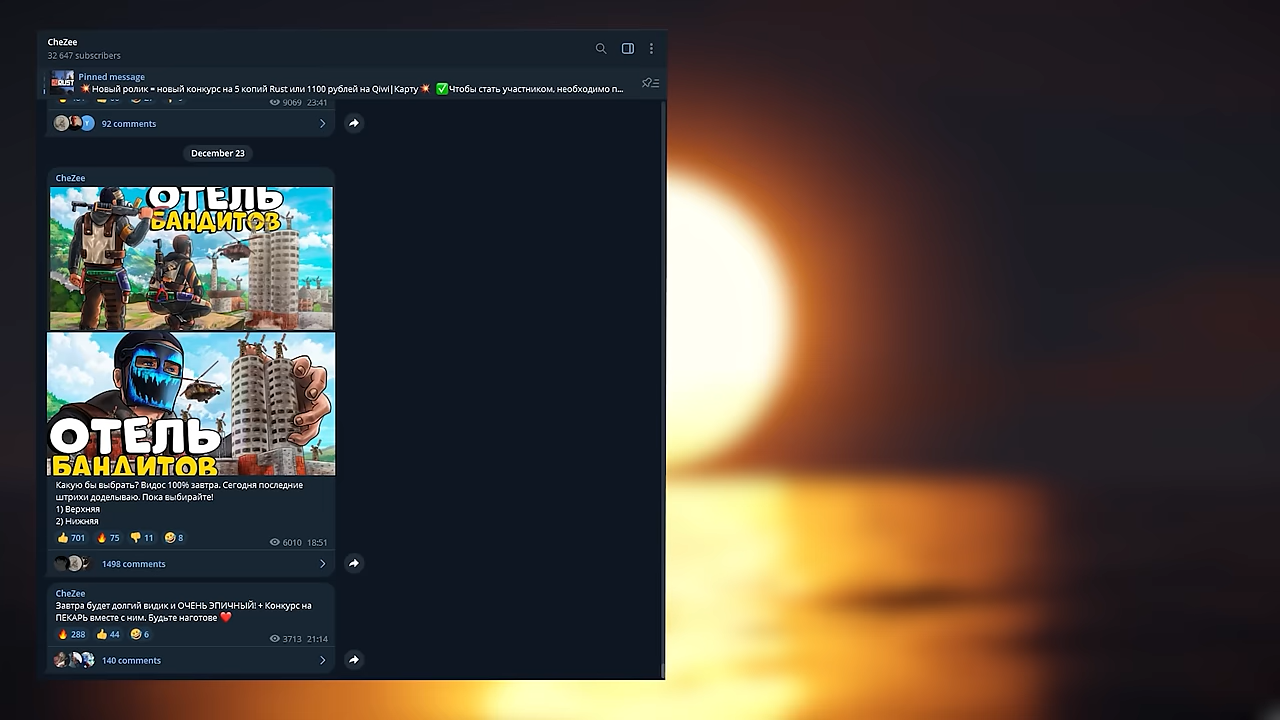 CheZee
32 647 subscribers
Pinned message
💥Новый ролик = новый конкурс на 5 копий Rust или 1100 рублей на Qiwi|Карту💥 ✅Чтобы стать участником, необходимо п...
9069 23:41
92 comments
December 23
CheZee
ОТЕЛЬ
БАНДИТОВ
ОТЕЛЬ
БАНДИТОВ
Какую бы выбрать? Видос 100% завтра. Сегодня последние
штрихи доделываю. Пока выбирайте!
1) Верхняя
2) Нижняя
👍 701 🔥 75 👎 11 🤣 8 6010 18:51
1498 comments
CheZee
Завтра будет долгий видик и ОЧЕНЬ ЭПИЧНЫЙ! + Конкурс на
ПЕКАРЬ вместе с ним. Будьте наготове ❤️
🔥 288 👍 44 🤣 6 3713 21:14
140 comments